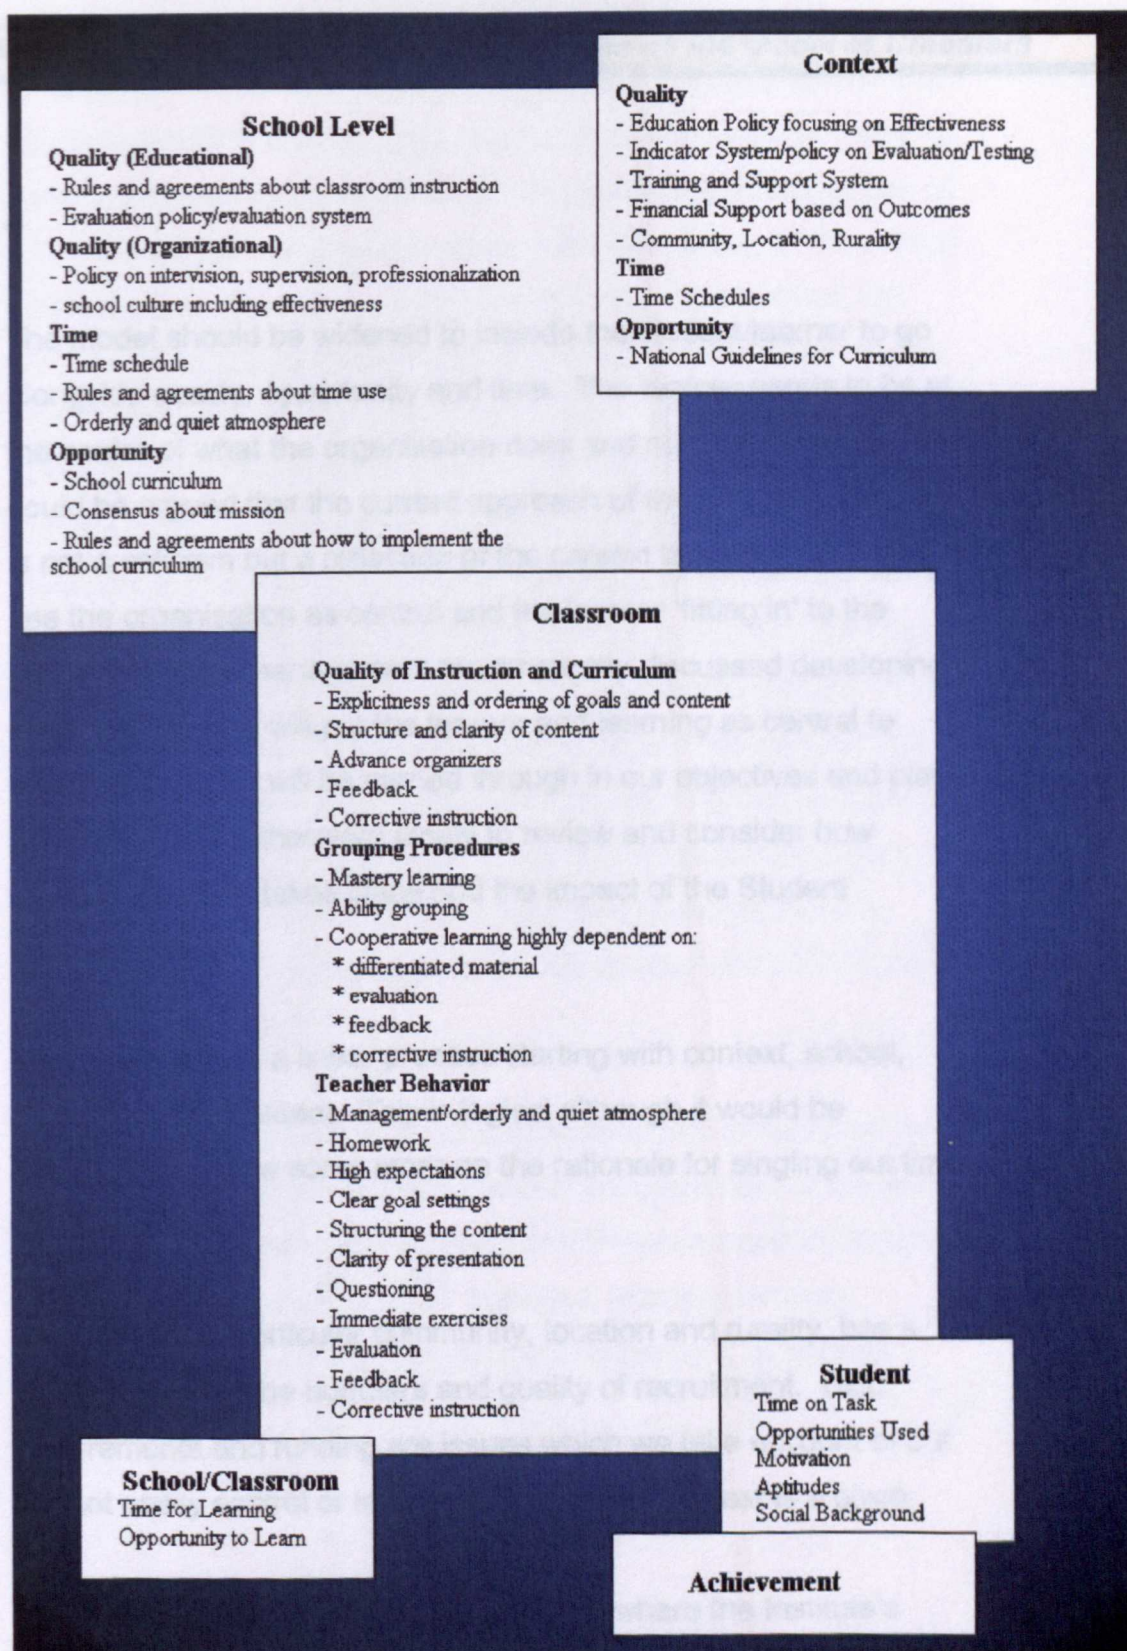 Context
Quality
- Education Policy focusing on Effectiveness
- Indicator System/policy on Evaluation/Testing
- Training and Support System
- Financial Support based on Outcomes
- Community, Location, Rurality
Time
- Time Schedules
Opportunity
- National Guidelines for Curriculum
School Level
Quality (Educational)
- Rules and agreements about classroom instruction
- Evaluation policy/evaluation system
Quality (Organizational)
- Policy on intervision, supervision, professionalization
- school culture including effectiveness
Time
- Time schedule
- Rules and agreements about time use
- Orderly and quiet atmosphere
Opportunity
- School curriculum
- Consensus about mission
- Rules and agreements about how to implement the
school curriculum
Classroom
Quality of Instruction and Curriculum
- Explicitness and ordering of goals and content
- Structure and clarity of content
- Advance organizers
- Feedback
- Corrective instruction
Grouping Procedures
- Mastery learning
- Ability grouping
- Cooperative learning highly dependent on:
* differentiated material
* evaluation
* feedback
* corrective instruction
Teacher Behavior
- Management/orderly and quiet atmosphere
- Homework
- High expectations
- Clear goal settings
- Structuring the content
- Clarity of presentation
- Questioning
- Immediate exercises
- Evaluation
- Feedback
- Corrective instruction
School/Classroom
Time for Learning
Opportunity to Learn
Student
Time on Task
Opportunities Used
Motivation
Aptitudes
Social Background
Achievement